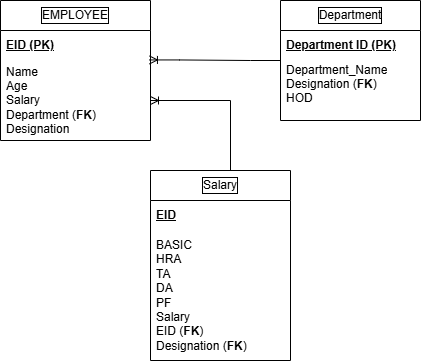 EMPLOYEE
EID (PK)
Name
Age
Salary
Department (FK)
Designation
Department
Department ID (PK)
Department_Name
Designation (FK)
HOD
Salary
EID
BASIC
HRA
TA
DA
PF
Salary
EID (FK)
Designation (FK)